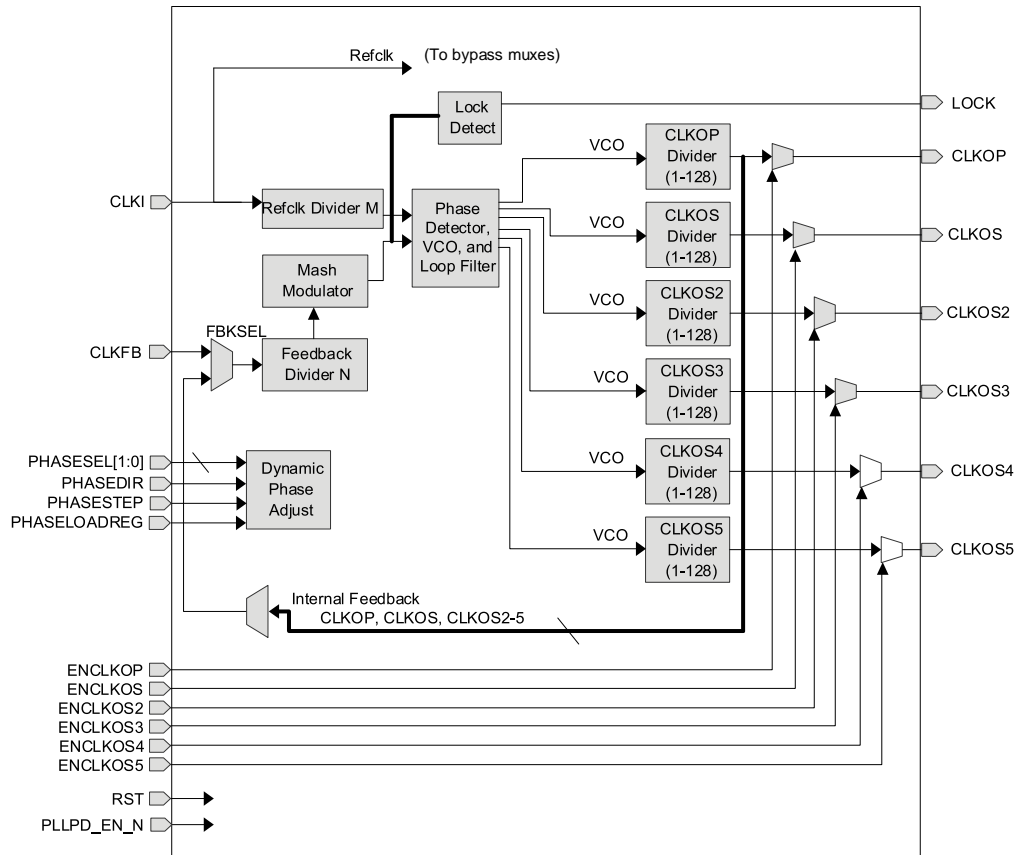 Refclk
(To bypass muxes)
Lock
Detect
LOCK
VCO
CLKOP
Divider
(1-128)
CLKOP
CLKI
Refclk Divider M
Phase
Detector,
VCO, and
Loop Filter
VCO
CLKOS
Divider
(1-128)
CLKOS
Mash
Modulator
VCO
CLKOS2
Divider
(1-128)
CLKOS2
FBKSEL
CLKFB
Feedback
Divider N
VCO
CLKOS3
Divider
(1-128)
CLKOS3
PHASESEL[1:0]
PHASEDIR
PHASESTEP
PHASELOADREG
Dynamic
Phase
Adjust
VCO
CLKOS4
Divider
(1-128)
CLKOS4
VCO
CLKOS5
Divider
(1-128)
CLKOS5
Internal Feedback
CLKOP, CLKOS, CLKOS2-5
ENCLKOP
ENCLKOS
ENCLKOS2
ENCLKOS3
ENCLKOS4
ENCLKOS5
RST
PLLPD_EN_N